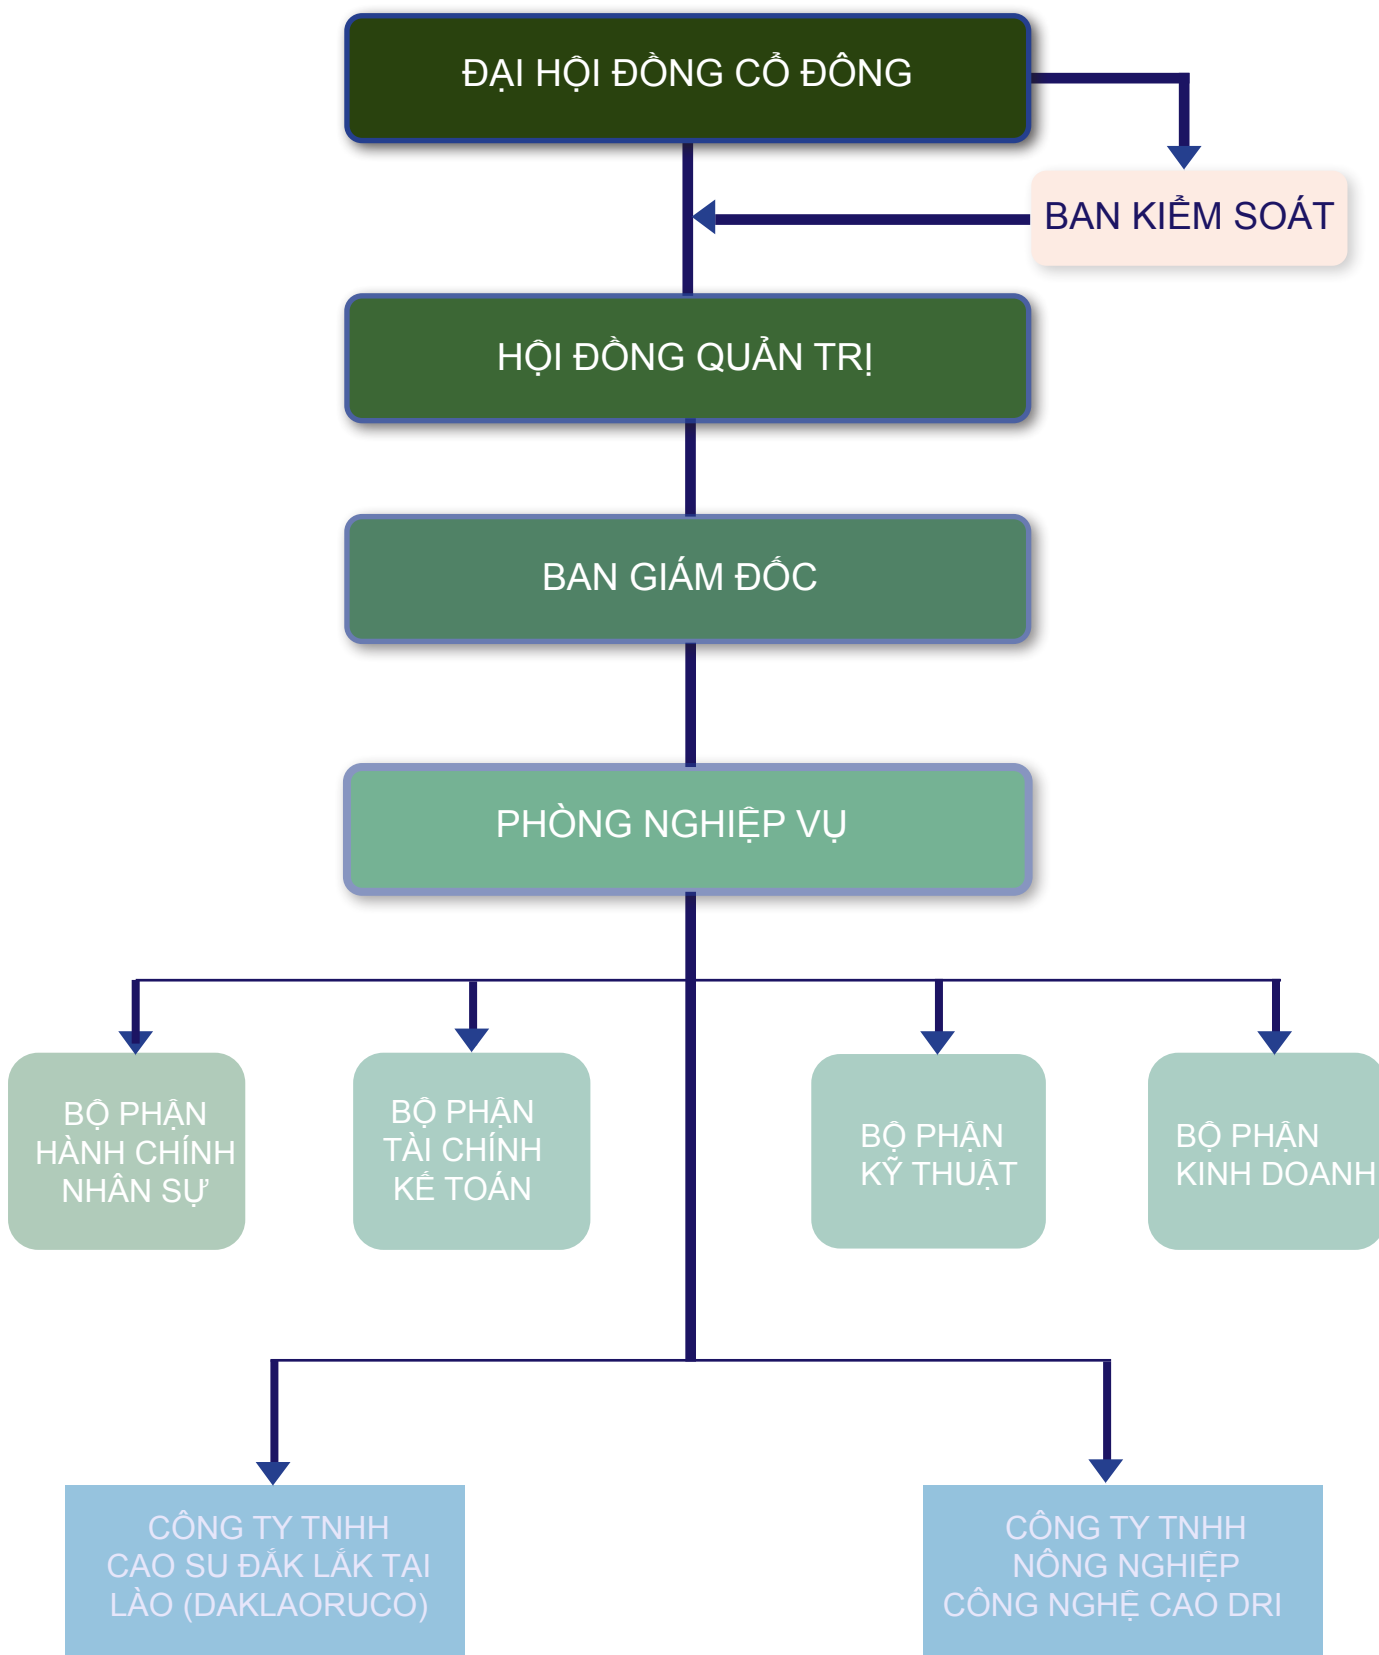 ĐẠI HỘI ĐỒNG CỔ ĐÔNG
BAN KIỂM SOÁT
HỘI ĐỒNG QUẢN TRỊ
BAN GIÁM ĐỐC
PHÒNG NGHIỆP VỤ
BỘ PHẬN
HÀNH CHÍNH
NHÂN SỰ
BỘ PHẬN
TÀI CHÍNH
KẾ TOÁN
BỘ PHẬN
KỸ THUẬT
BỘ PHẬN
KINH DOANH
CÔNG TY TNHH
CAO SU ĐẮK LẮK TẠI
LÀO (DAKLAORUCO)
CÔNG TY TNHH
NÔNG NGHIỆP
CÔNG NGHỆ CAO DRI